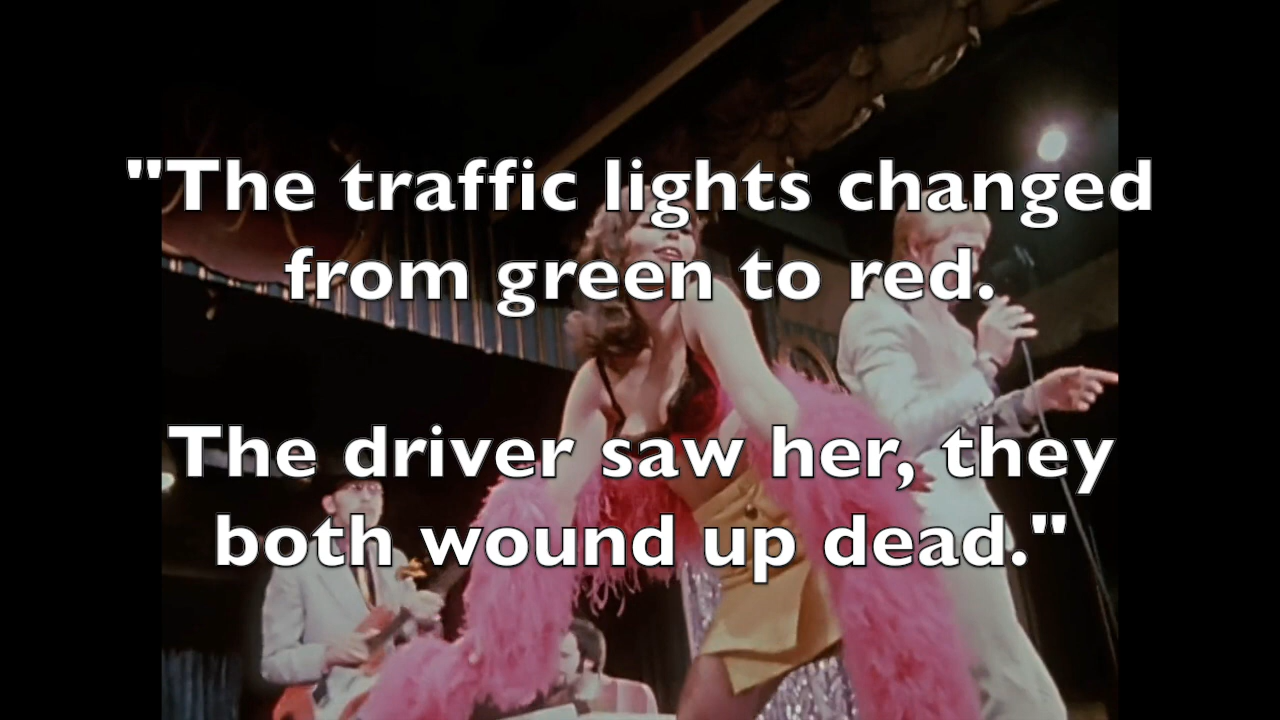 "The traffic lights changed
from green to red.
The driver saw her, they
both wound up dead."